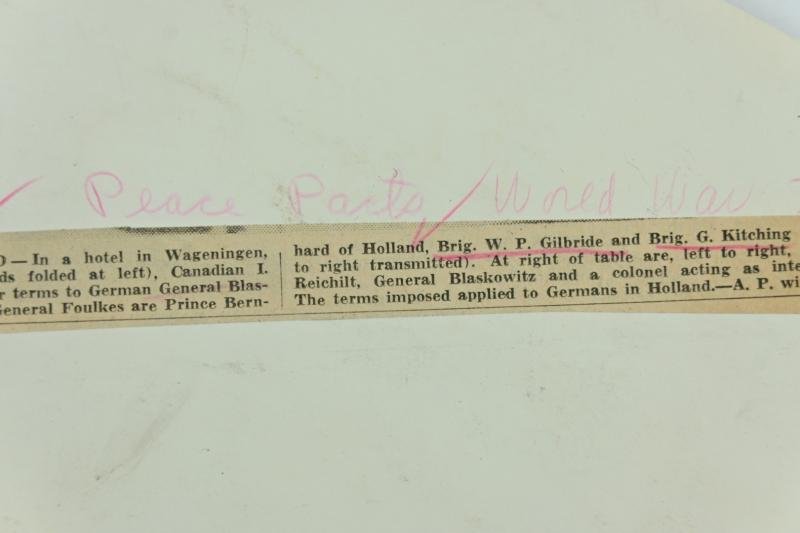 Peace Pacts / World War
O — In a hotel in Wageningen,
ds folded at left), Canadian I.
r terms to German General Blas-
General Foulkes are Prince Bern-
hard of Holland, Brig. W. P. Gilbride and Brig. G. Kitching
to right transmitted). At right of table are, left to right,
Reichilt, General Blaskowitz and a colonel acting as inte
The terms imposed applied to Germans in Holland.—A. P. wi